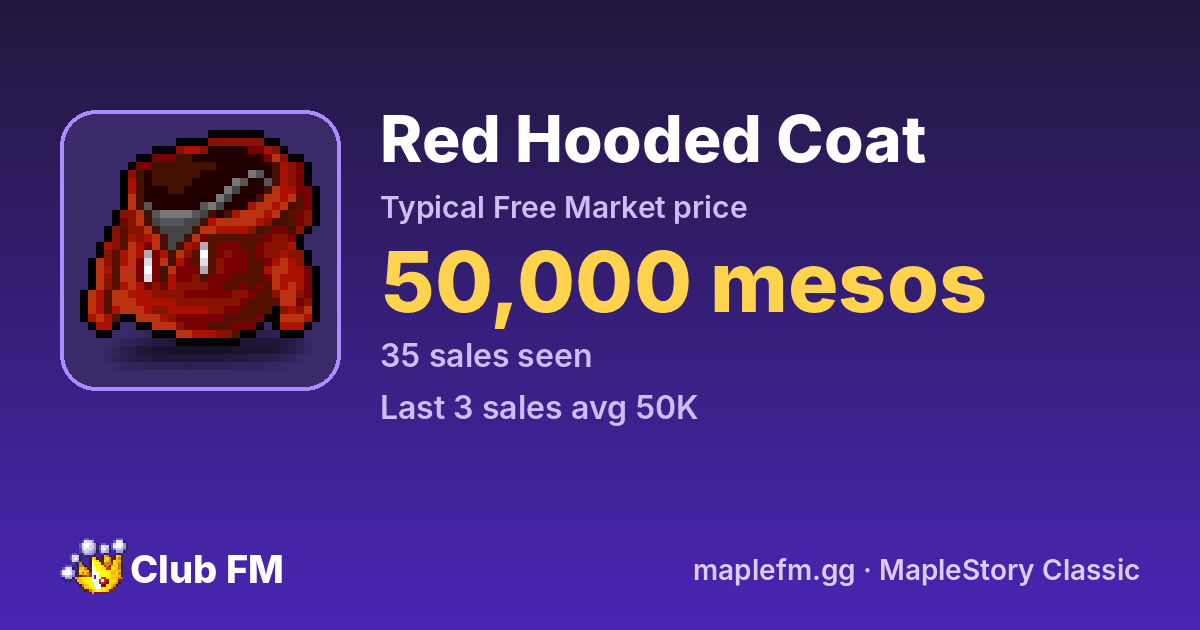 Red Hooded Coat
Typical Free Market price
50,000 mesos
35 sales seen
Last 3 sales avg 50K
Club FM
maplefm.gg · MapleStory Classic